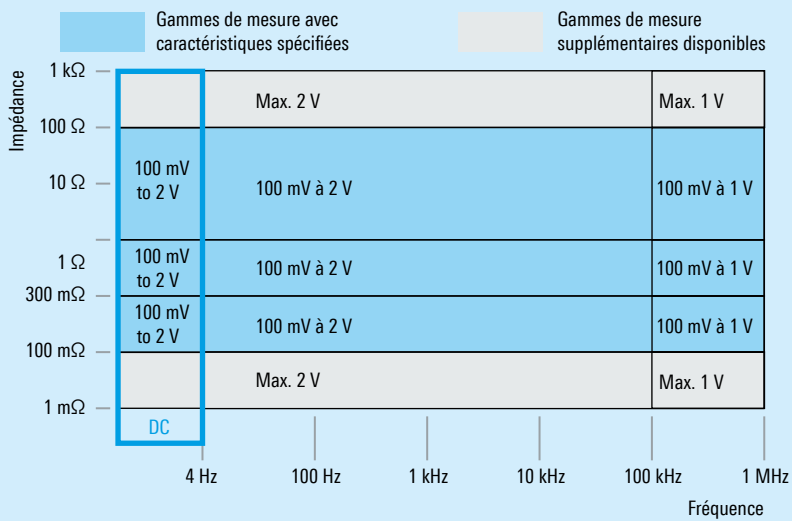 Gammes de mesure avec
caractéristiques spécifiées
Gammes de mesure
supplémentaires disponibles
Impédance
1 kΩ
Max. 2 V
Max. 1 V
100 Ω
100 mV
to 2 V
10 Ω
100 mV à 2 V
100 mV à 1 V
1 Ω
100 mV
to 2 V
100 mV à 2 V
100 mV à 1 V
300 mΩ
100 mV
to 2 V
100 mV à 2 V
100 mV à 1 V
100 mΩ
Max. 2 V
Max. 1 V
1 mΩ
DC
4 Hz
100 Hz
1 kHz
10 kHz
100 kHz
1 MHz
Fréquence